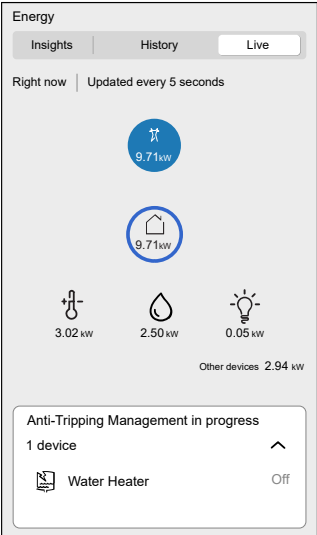 Energy
Insights History Live
Right now Updated every 5 seconds
9.71kW
9.71kW
3.02 kW 2.50 kW 0.05 kW
Other devices 2.94 kW
Anti-Tripping Management in progress
1 device
Water Heater Off